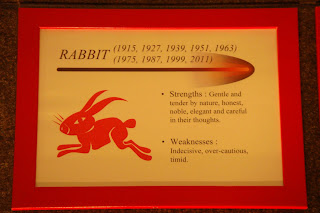 RABBIT (1915, 1927, 1939, 1951, 1963)
(1975, 1987, 1999, 2011)
• Strengths : Gentle and
tender by nature, honest,
noble, elegant and careful
in their thoughts.
• Weaknesses :
Indecisive, over-cautious,
timid.